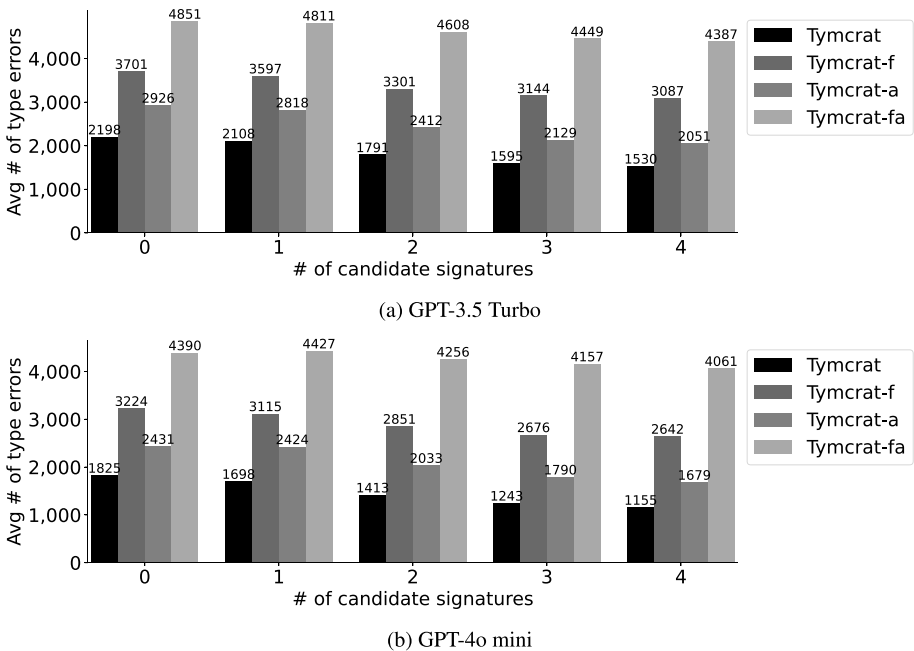 Avg # of type errors
4,000
3,000
2,000
1,000
0
2198 3701 2926 4851
2108 3597 2818 4811
1791 3301 2412 4608
1595 3144 2129 4449
1530 3087 2051 4387
0 1 2 3 4
# of candidate signatures
Tymcrat
Tymcrat-f
Tymcrat-a
Tymcrat-fa
(a) GPT-3.5 Turbo
Avg # of type errors
4,000
3,000
2,000
1,000
0
1825 3224 2431 4390
1698 3115 2424 4427
1413 2851 2033 4256
1243 2676 1790 4157
1155 2642 1679 4061
0 1 2 3 4
# of candidate signatures
Tymcrat
Tymcrat-f
Tymcrat-a
Tymcrat-fa
(b) GPT-4o mini